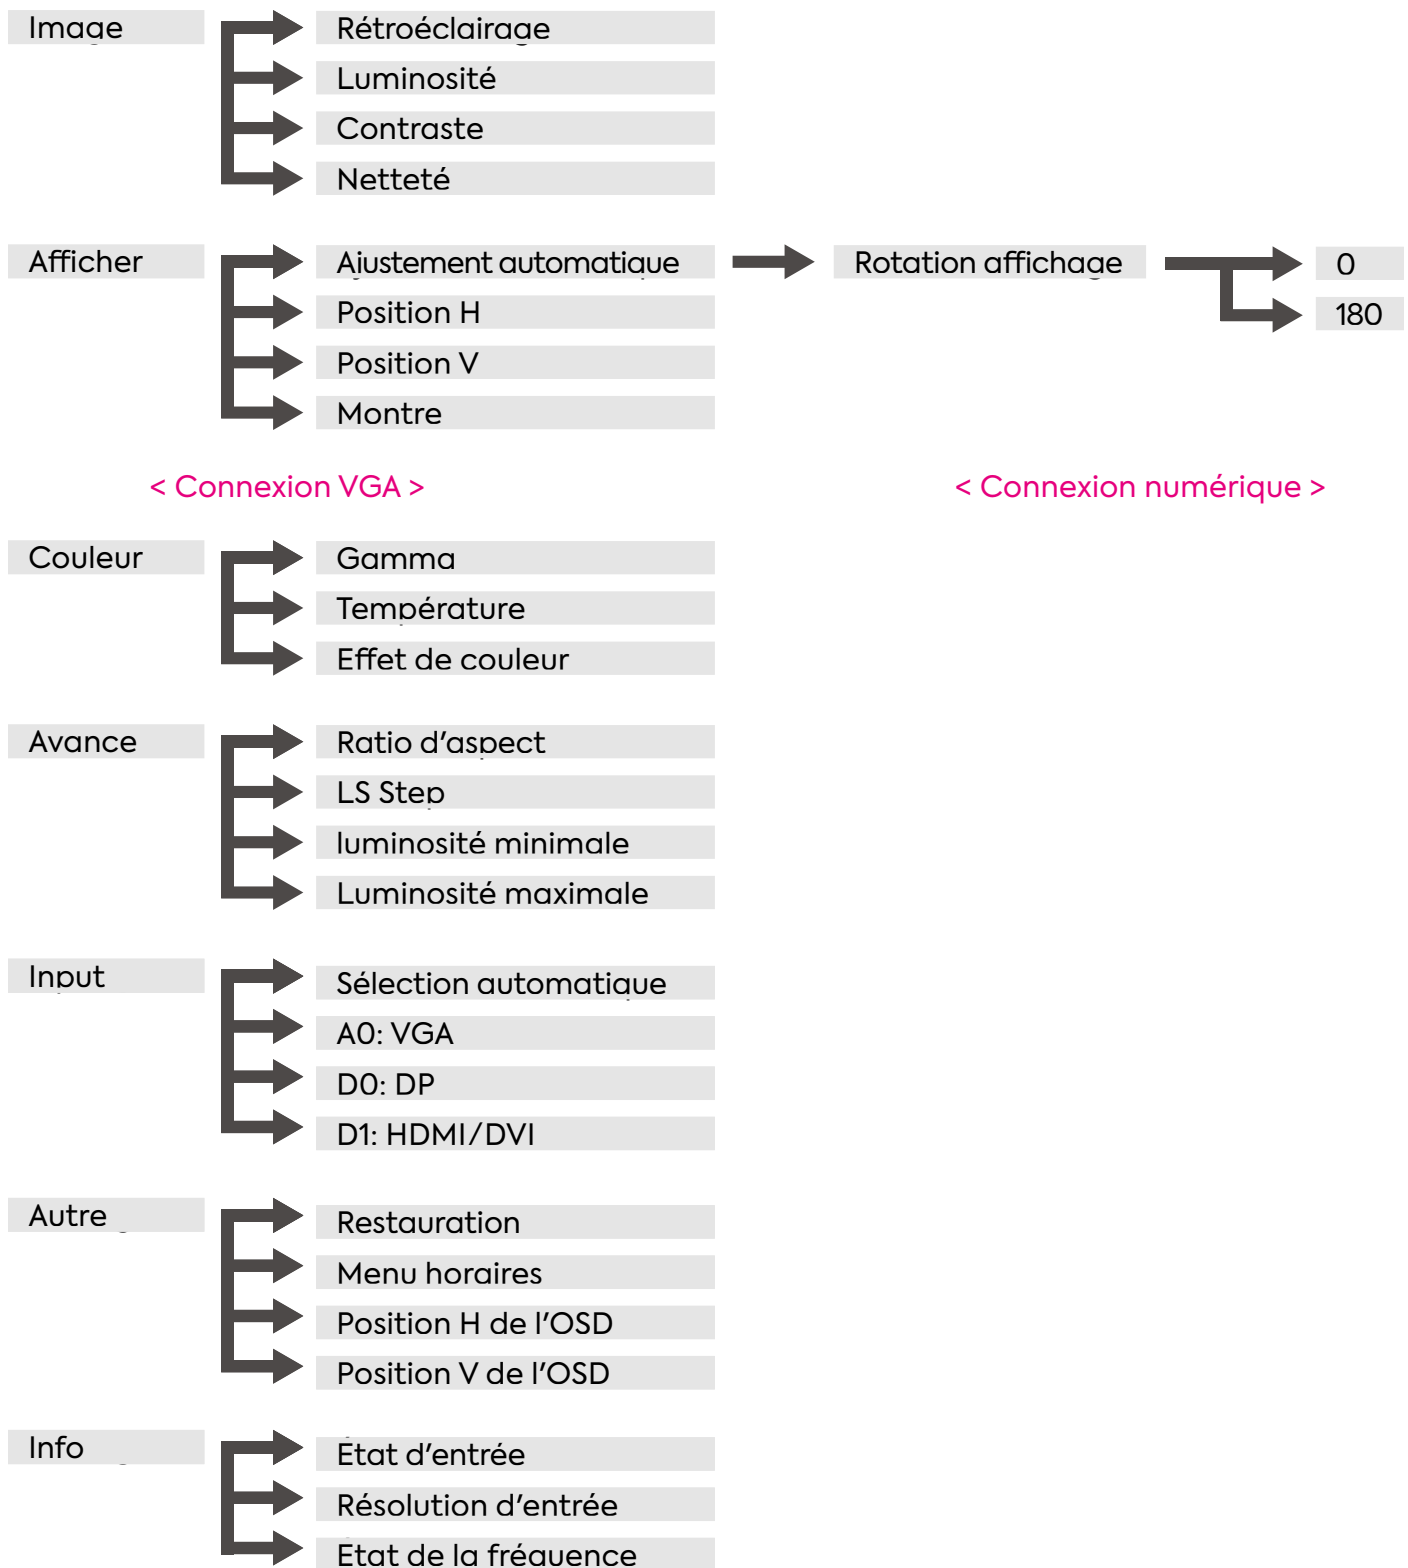 Image
Rétroéclairage
Luminosité
Contraste
Netteté
Afficher
Ajustement automatique
Rotation affichage
0
Position H
180
Position V
Montre
< Connexion VGA >
< Connexion numérique >
Couleur
Gamma
Température
Effet de couleur
Avance
Ratio d'aspect
LS Step
luminosité minimale
Luminosité maximale
Input
Sélection automatique
A0: VGA
D0: DP
D1: HDMI/DVI
Autre
Restauration
Menu horaires
Position H de l'OSD
Position V de l'OSD
Info
État d'entrée
Résolution d'entrée
État de la fréquence